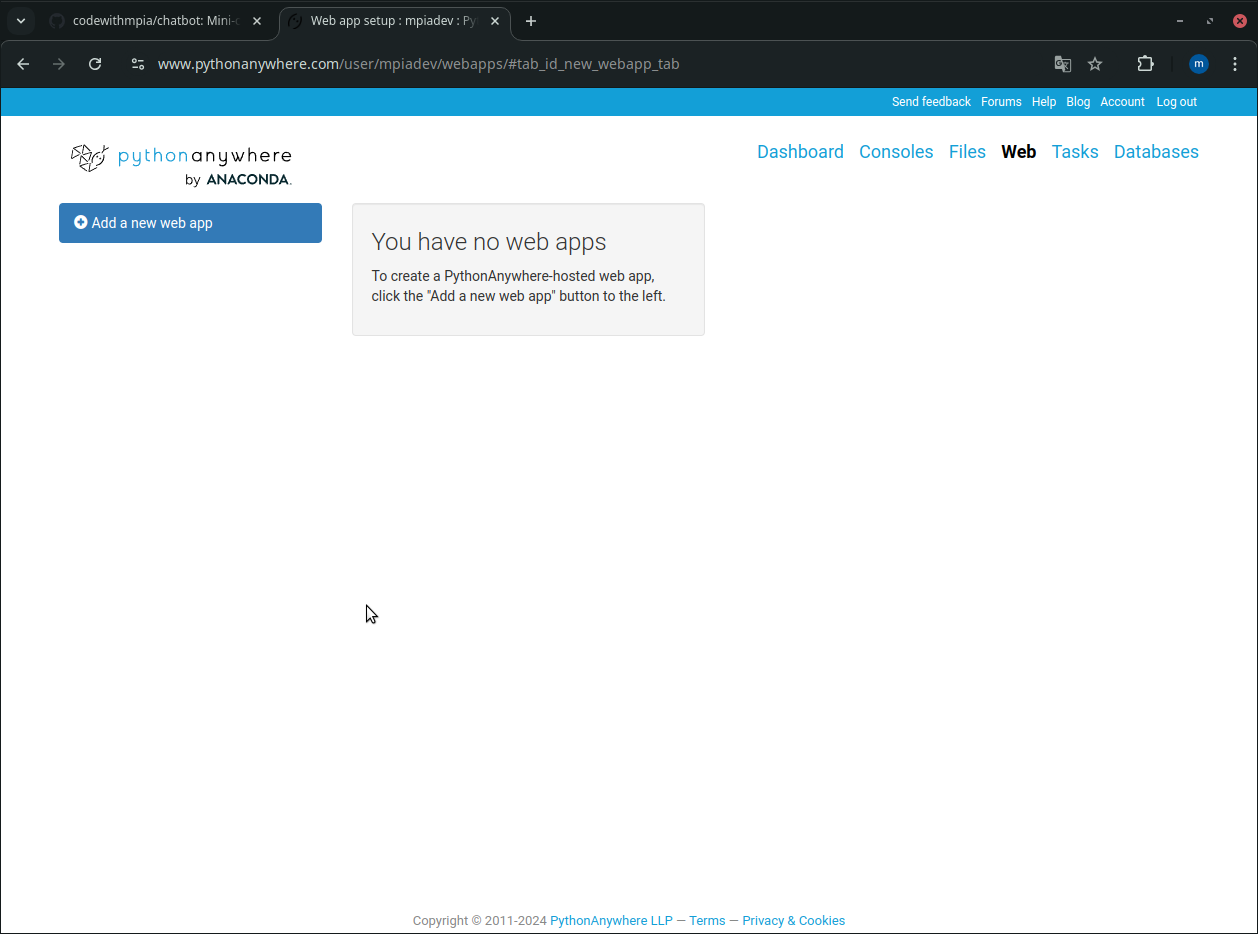 codewithmpia/chatbot: Mini-
Web app setup : mpiadev : Py
www.pythonanywhere.com/user/mpiadev/webapps/#tab_id_new_webapp_tab
m
Send feedback Forums Help Blog Account Log out
pythonanywhere
by ANACONDA.
Dashboard Consoles Files Web Tasks Databases
Add a new web app
You have no web apps
To create a PythonAnywhere-hosted web app,
click the "Add a new web app" button to the left.
Copyright © 2011-2024 PythonAnywhere LLP — Terms — Privacy & Cookies